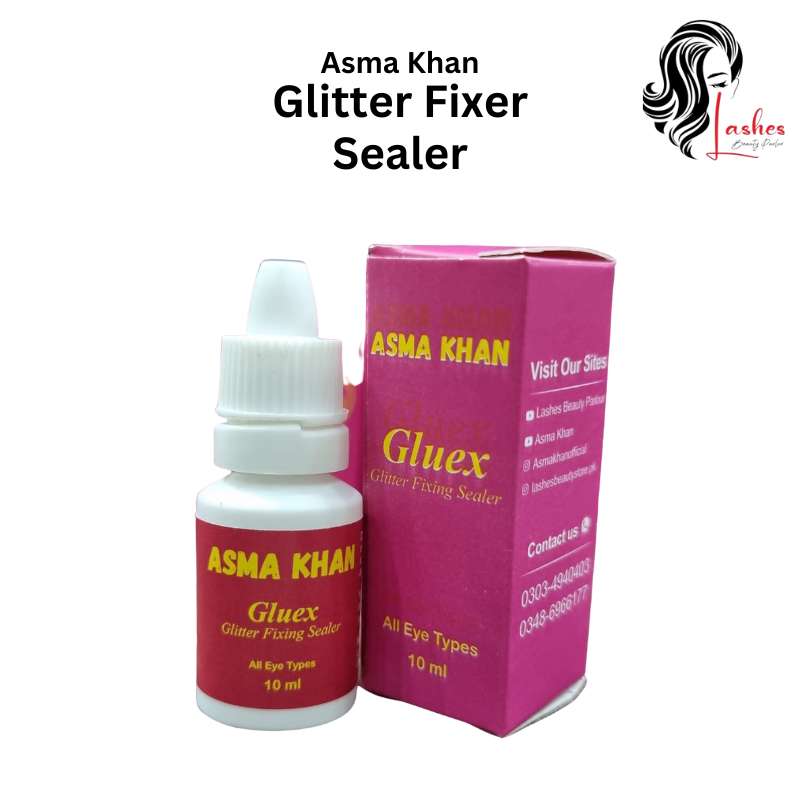 Asma Khan
Glitter Fixer
Sealer
Lashes
Beauty Parlor
ASMA KHAN
Gluex
Glitter Fixing Sealer
All Eye Types
10 ml
ASMA KHAN
Gluex
Glitter Fixing Sealer
All Eye Types
10 ml
Visit Our Sites
Lashes Beauty Parlour
Asma Khan
Asmakhanofficial
lashesbeautystore.pk
Contact us
0303-4940403
0348-6966177